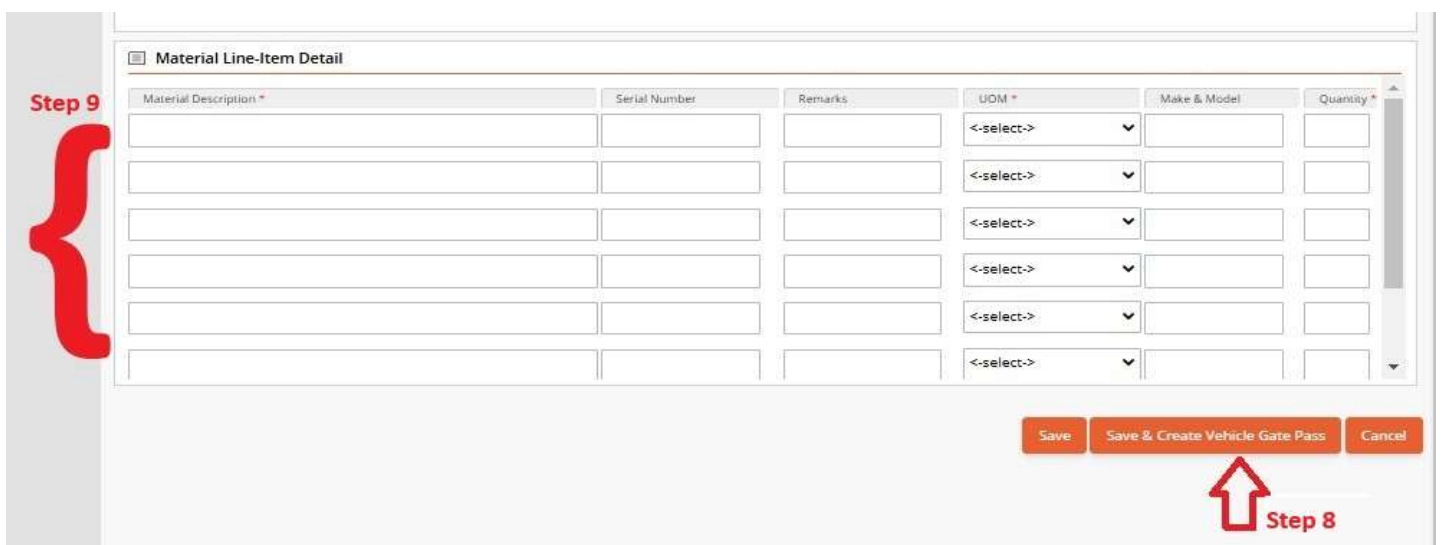 Material Line-Item Detail
Step 9
Material Description * Serial Number Remarks UOM * Make & Model Quantity *
<-select->
<-select->
<-select->
<-select->
<-select->
<-select->
Save Save & Create Vehicle Gate Pass Cancel
Step 8